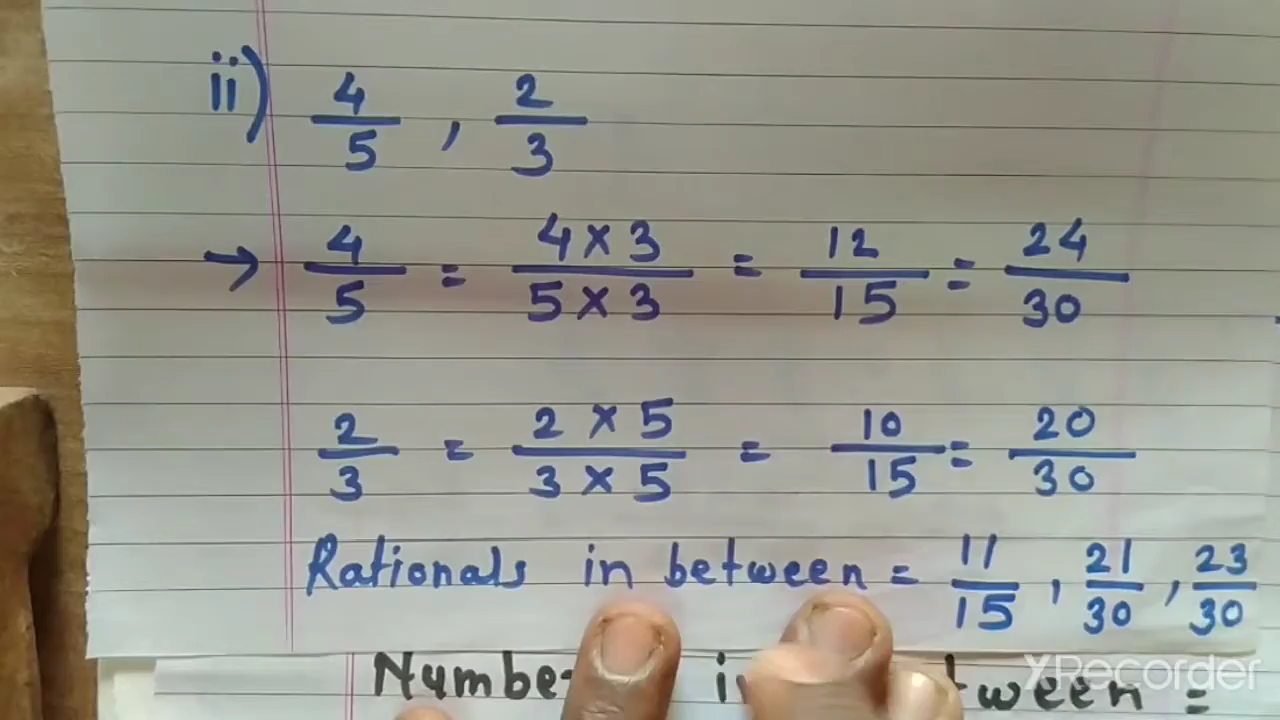 ii) 4/5 , 2/3
→ 4/5 = 4 × 3/5 × 3 = 12/15 = 24/30
2/3 = 2 × 5/3 × 5 = 10/15 = 20/30
Rationals in between = 11/15 , 21/30 , 23/30
=
XRecorder